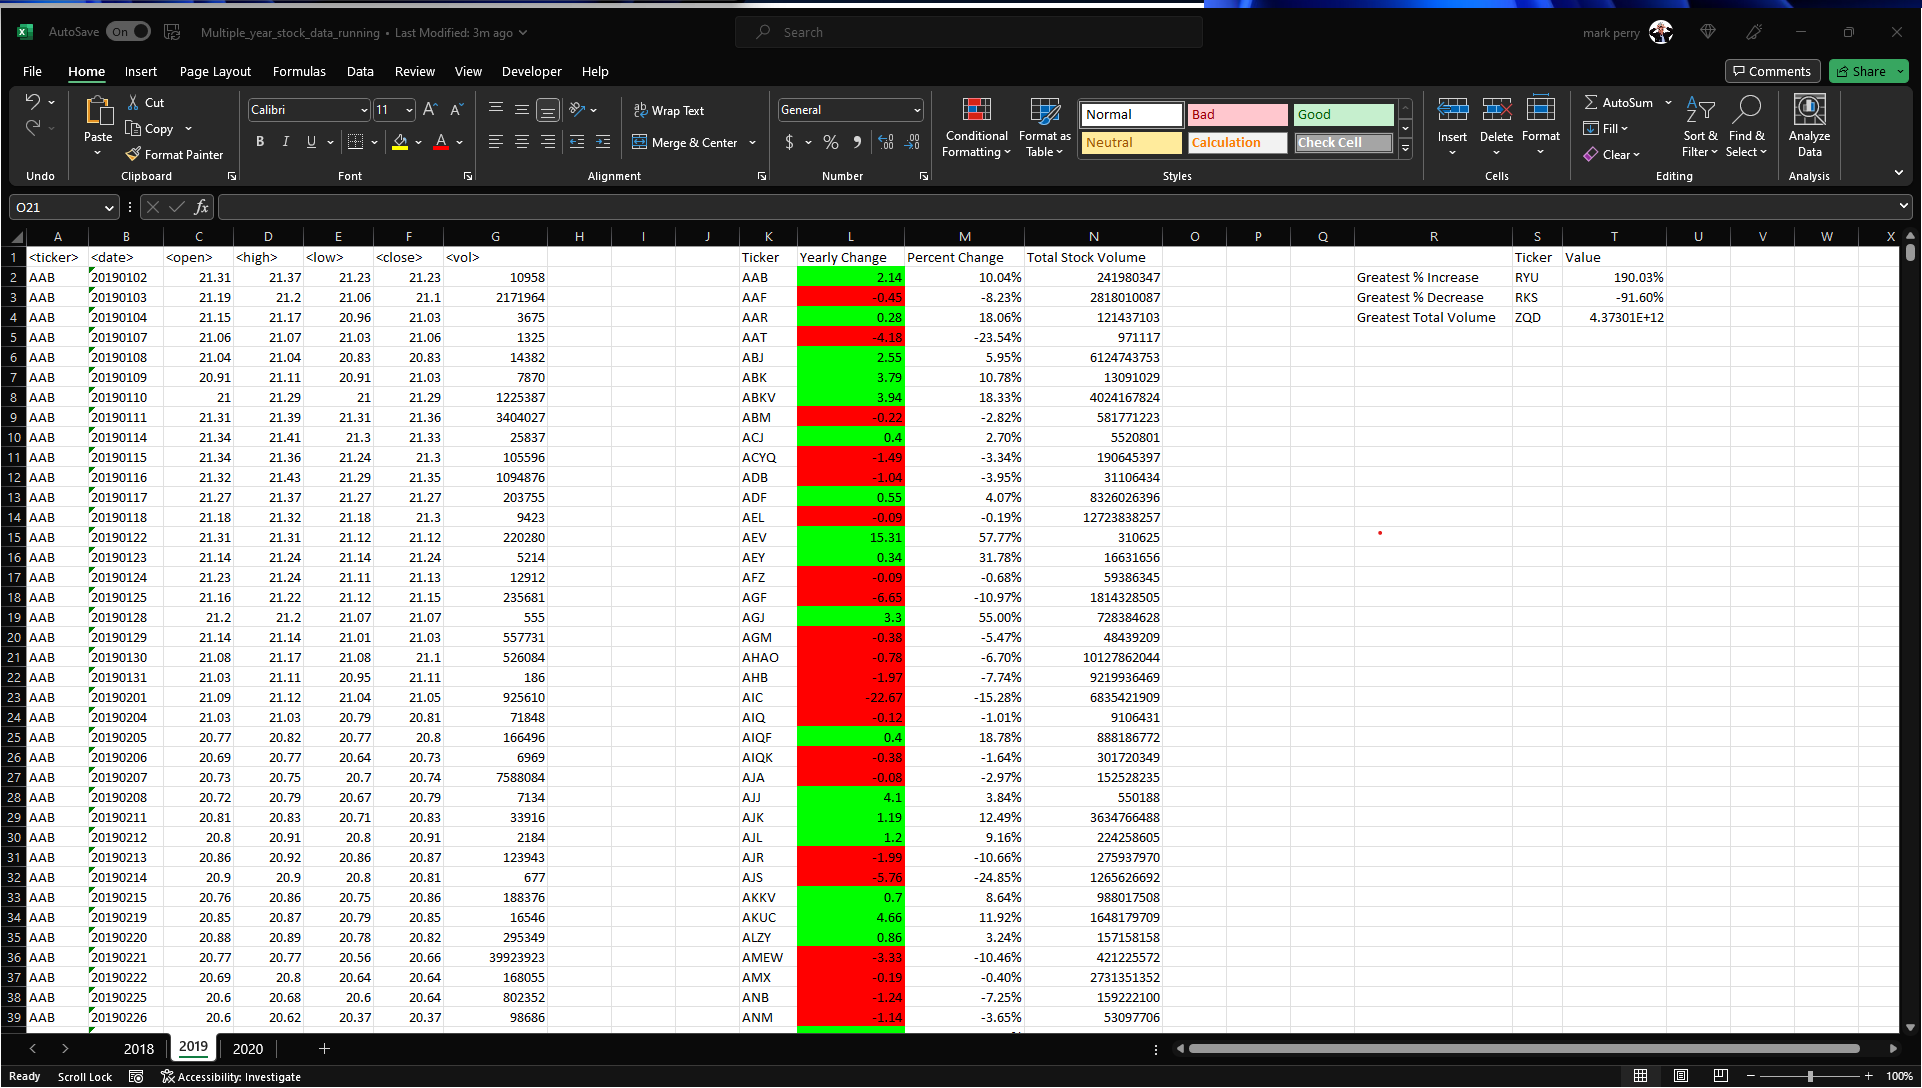 AutoSave On Multiple_year_stock_data_running • Last Modified: 3m ago Search mark perry
File Home Insert Page Layout Formulas Data Review View Developer Help Comments Share
Paste Cut Copy Format Painter
Calibri 11 B I U A
Wrap Text Merge & Center
General $ % 9
Conditional Formatting Format as Table
Normal Bad Good
Neutral Calculation Check Cell
Insert Delete Format
AutoSum Fill Clear Sort & Filter Find & Select
Analyze Data
Undo Clipboard Font Alignment Number Styles Cells Editing Analysis
O21 fx
A B C D E F G H I J K L M N O P Q R S T U V W X
1 <ticker> <date> <open> <high> <low> <close> <vol> Ticker Yearly Change Percent Change Total Stock Volume Ticker Value
2 AAB 20190102 21.31 21.37 21.23 21.23 10958 AAB 2.14 10.04% 241980347 Greatest % Increase RYU 190.03%
3 AAB 20190103 21.19 21.2 21.06 21.1 2171964 AAF -0.45 -8.23% 2818010087 Greatest % Decrease RKS -91.60%
4 AAB 20190104 21.15 21.17 20.96 21.03 3675 AAR 0.28 18.06% 121437103 Greatest Total Volume ZQD 4.37301E+12
5 AAB 20190107 21.06 21.07 21.03 21.06 1325 AAT -4.18 -23.54% 971117
6 AAB 20190108 21.04 21.04 20.83 20.83 14382 ABJ 2.55 5.95% 6124743753
7 AAB 20190109 20.91 21.11 20.91 21.03 7870 ABK 3.79 10.78% 13091029
8 AAB 20190110 21 21.29 21 21.29 1225387 ABKV 3.94 18.33% 4024167824
9 AAB 20190111 21.31 21.39 21.31 21.36 3404027 ABM -0.22 -2.82% 581771223
10 AAB 20190114 21.34 21.41 21.3 21.33 25837 ACJ 0.4 2.70% 5520801
11 AAB 20190115 21.34 21.36 21.24 21.3 105596 ACYQ -1.49 -3.34% 190645397
12 AAB 20190116 21.32 21.43 21.29 21.35 1094876 ADB -1.04 -3.95% 31106434
13 AAB 20190117 21.27 21.37 21.27 21.27 203755 ADF 0.55 4.07% 8326026396
14 AAB 20190118 21.18 21.32 21.18 21.3 9423 AEL -0.09 -0.19% 12723838257
15 AAB 20190122 21.31 21.31 21.12 21.12 220280 AEV 15.31 57.77% 310625
16 AAB 20190123 21.14 21.24 21.14 21.24 5214 AEY 0.34 31.78% 16631656
17 AAB 20190124 21.23 21.24 21.11 21.13 12912 AFZ -0.09 -0.68% 59386345
18 AAB 20190125 21.16 21.22 21.12 21.15 235681 AGF -6.65 -10.97% 1814328505
19 AAB 20190128 21.2 21.2 21.07 21.07 555 AGJ 3.3 55.00% 728384628
20 AAB 20190129 21.14 21.14 21.01 21.03 557731 AGM -0.38 -5.47% 48439209
21 AAB 20190130 21.08 21.17 21.08 21.1 526084 AHAO -0.78 -6.70% 10127862044
22 AAB 20190131 21.03 21.11 20.95 21.11 186 AHB -1.97 -7.74% 9219936469
23 AAB 20190201 21.09 21.12 21.04 21.05 925610 AIC -22.67 -15.28% 6835421909
24 AAB 20190204 21.03 21.03 20.79 20.81 71848 AIQ -0.12 -1.01% 9106431
25 AAB 20190205 20.77 20.82 20.77 20.8 166496 AIQF 0.4 18.78% 888186772
26 AAB 20190206 20.69 20.77 20.64 20.73 6969 AIQK -0.38 -1.64% 301720349
27 AAB 20190207 20.73 20.75 20.7 20.74 7588084 AJA -0.08 -2.97% 152528235
28 AAB 20190208 20.72 20.79 20.67 20.79 7134 AJJ 4.1 3.84% 550188
29 AAB 20190211 20.81 20.83 20.71 20.83 33916 AJK 1.19 12.49% 3634766488
30 AAB 20190212 20.8 20.91 20.8 20.91 2184 AJL 1.2 9.16% 224258605
31 AAB 20190213 20.86 20.92 20.86 20.87 123943 AJR -1.99 -10.66% 275937970
32 AAB 20190214 20.9 20.9 20.8 20.81 677 AJS -5.76 -24.85% 1265626692
33 AAB 20190215 20.76 20.86 20.75 20.86 188376 AKKV 0.7 8.64% 988017508
34 AAB 20190219 20.85 20.87 20.79 20.85 16546 AKUC 4.66 11.92% 1648179709
35 AAB 20190220 20.88 20.89 20.78 20.82 295349 ALZY 0.86 3.24% 157158158
36 AAB 20190221 20.77 20.77 20.56 20.66 39923923 AMEW -3.33 -10.46% 421225572
37 AAB 20190222 20.69 20.8 20.64 20.64 168055 AMX -0.19 -0.40% 2731351352
38 AAB 20190225 20.6 20.68 20.6 20.64 802352 ANB -1.24 -7.25% 159222100
39 AAB 20190226 20.6 20.62 20.37 20.37 98686 ANM -1.14 -3.65% 53097706
2018 2019 2020
Ready Scroll Lock Accessibility: Investigate 100%